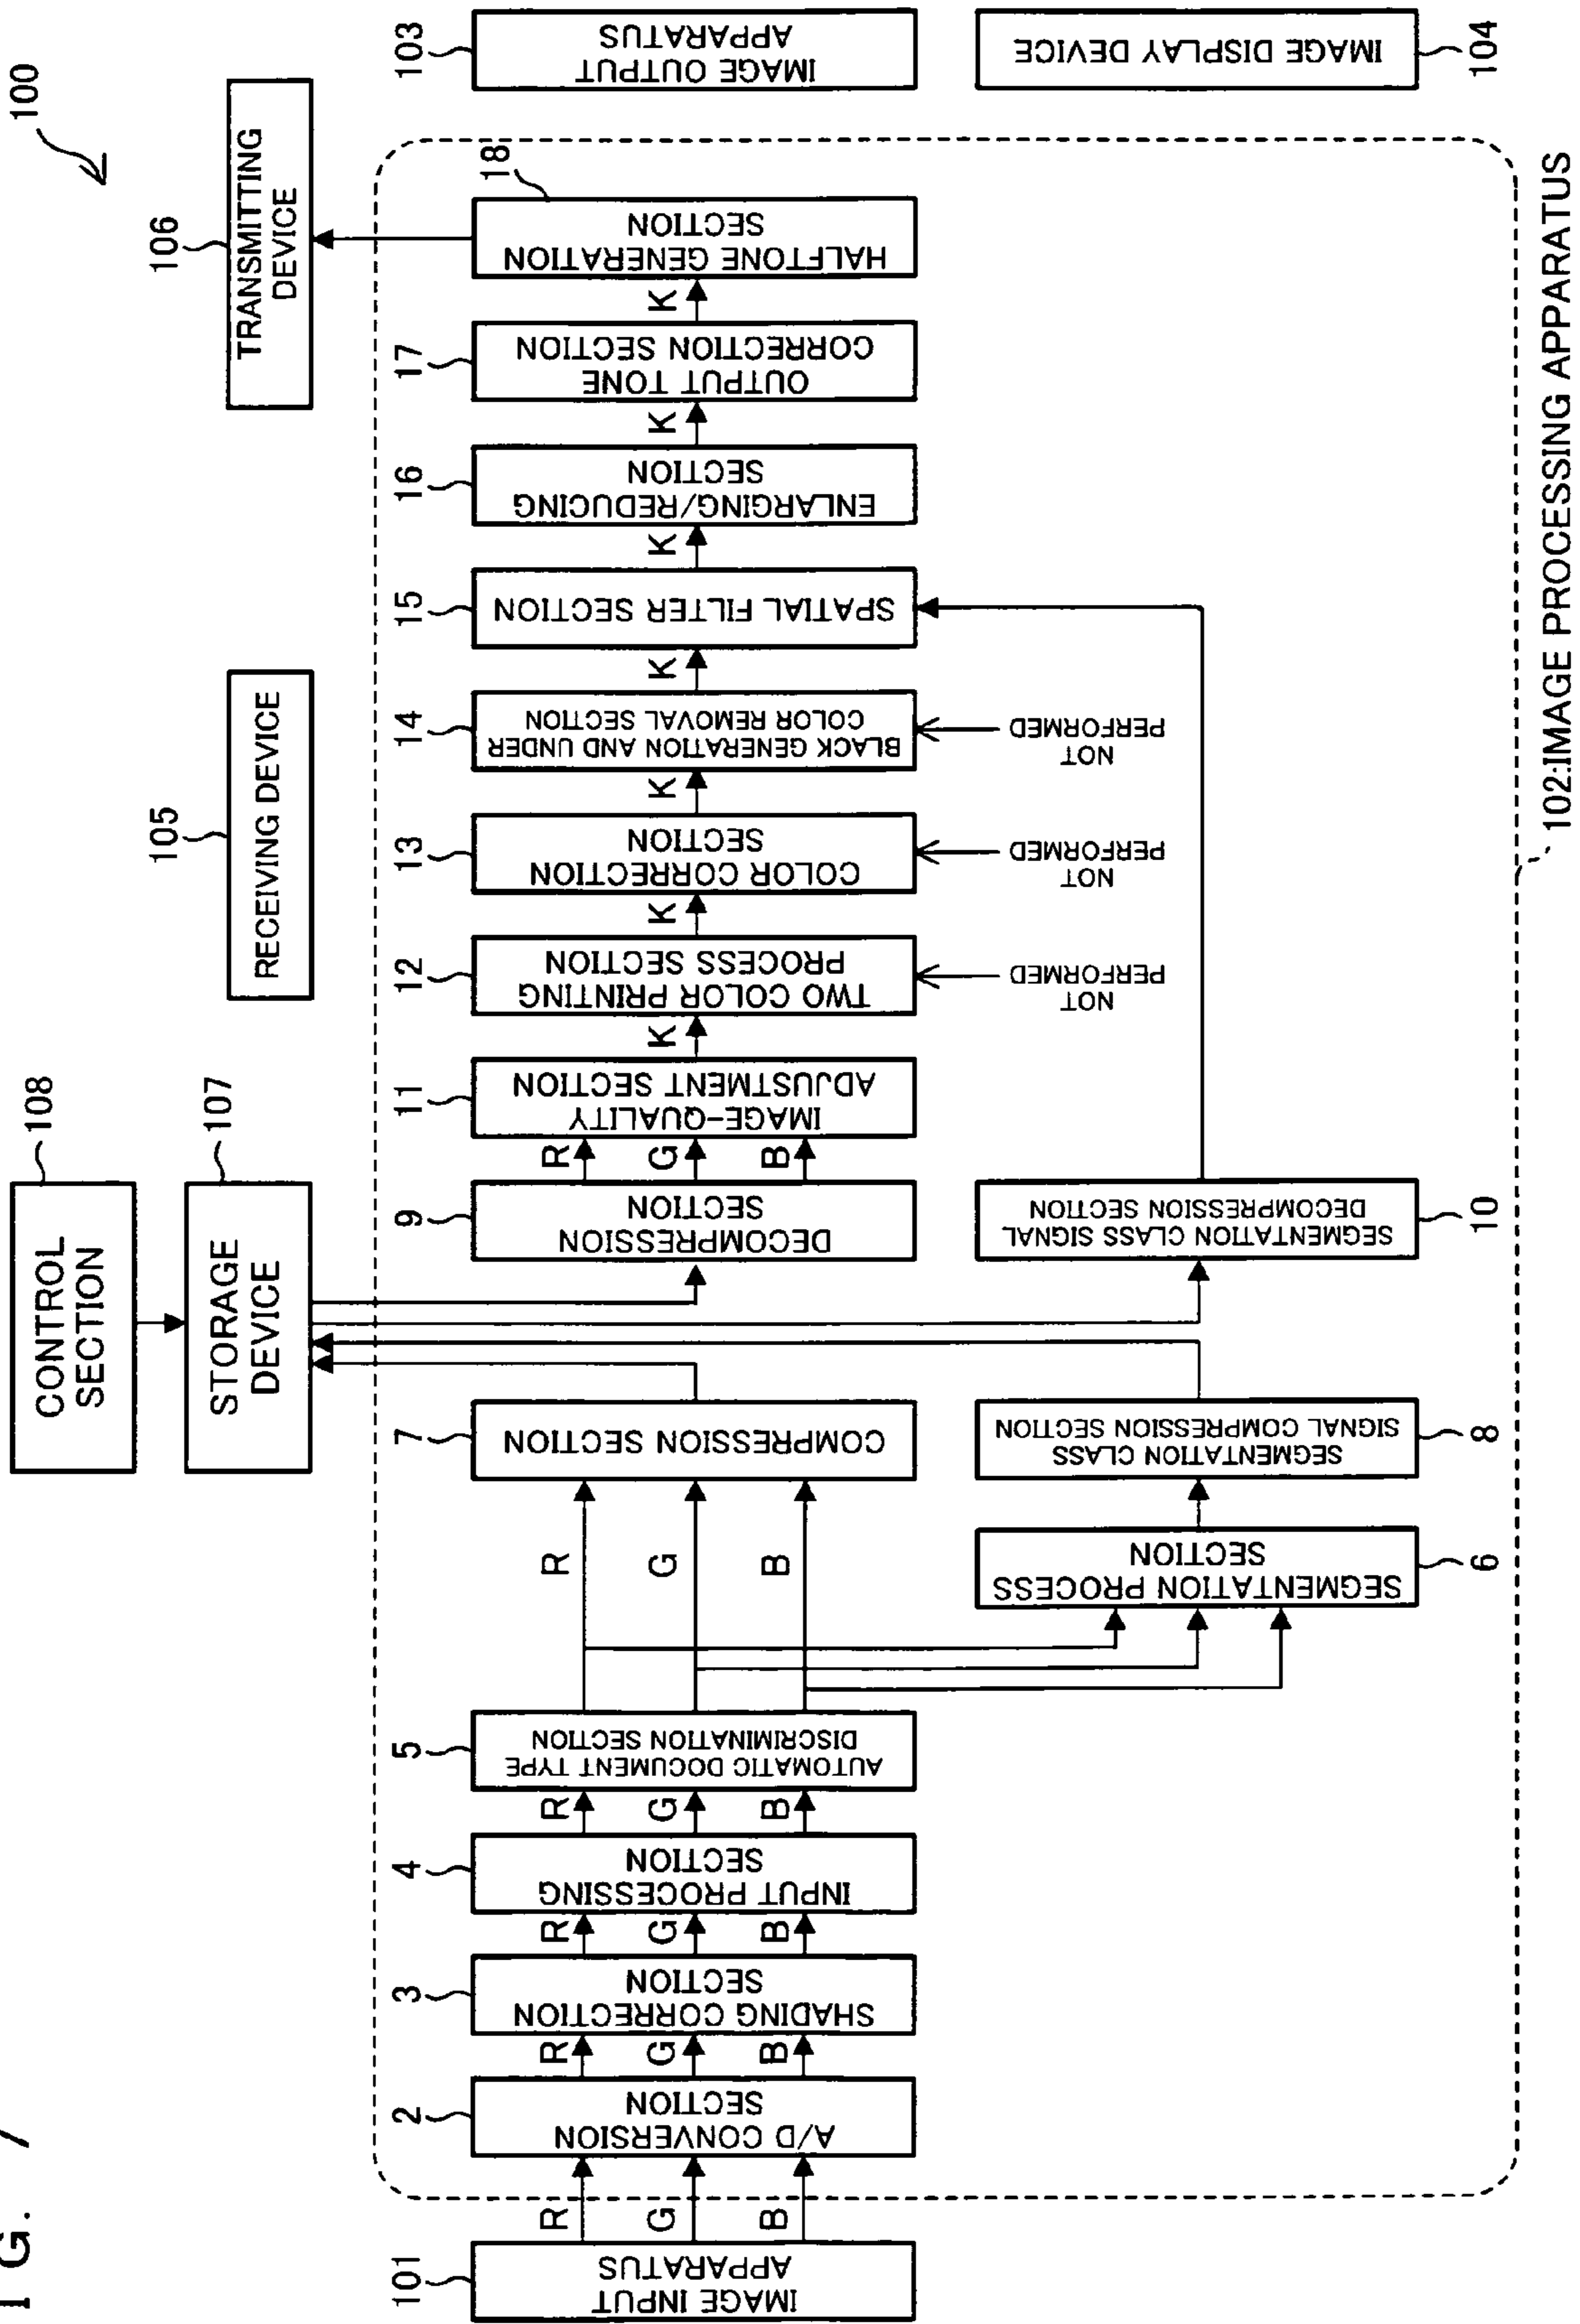 FIG. 7
100
108
CONTROL
SECTION
107
STORAGE
DEVICE
105
RECEIVING DEVICE
106
TRANSMITTING
DEVICE
101
IMAGE INPUT
APPARATUS
R
G
B
2
A/D CONVERSION
SECTION
R
G
B
3
SHADING CORRECTION
SECTION
R
G
B
4
INPUT PROCESSING
SECTION
R
G
B
5
AUTOMATIC DOCUMENT TYPE
DISCRIMINATION SECTION
R
G
B
7
COMPRESSION SECTION
9
DECOMPRESSION
SECTION
R
G
B
11
IMAGE-QUALITY
ADJUSTMENT SECTION
K
12
TWO COLOR PRINTING
PROCESS SECTION
K
13
COLOR CORRECTION
SECTION
K
14
BLACK GENERATION AND UNDER
COLOR REMOVAL SECTION
K
15
SPATIAL FILTER SECTION
K
16
ENLARGING/REDUCING
SECTION
K
17
OUTPUT TONE
CORRECTION SECTION
K
18
HALFTONE GENERATION
SECTION
103
IMAGE OUTPUT
APPARATUS
NOT
PERFORMED
NOT
PERFORMED
NOT
PERFORMED
SEGMENTATION PROCESS
SECTION
6
SEGMENTATION CLASS
SIGNAL COMPRESSION SECTION
8
SEGMENTATION CLASS SIGNAL
DECOMPRESSION SECTION
10
IMAGE DISPLAY DEVICE
104
102:IMAGE PROCESSING APPARATUS